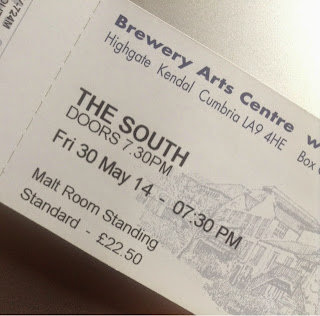 Brewery Arts Centre w
Highgate Kendal Cumbria LA9 4HE Box
THE SOUTH
DOORS 7.30PM
Fri 30 May 14 - 07:30 PM
Malt Room Standing
Standard - £22.50